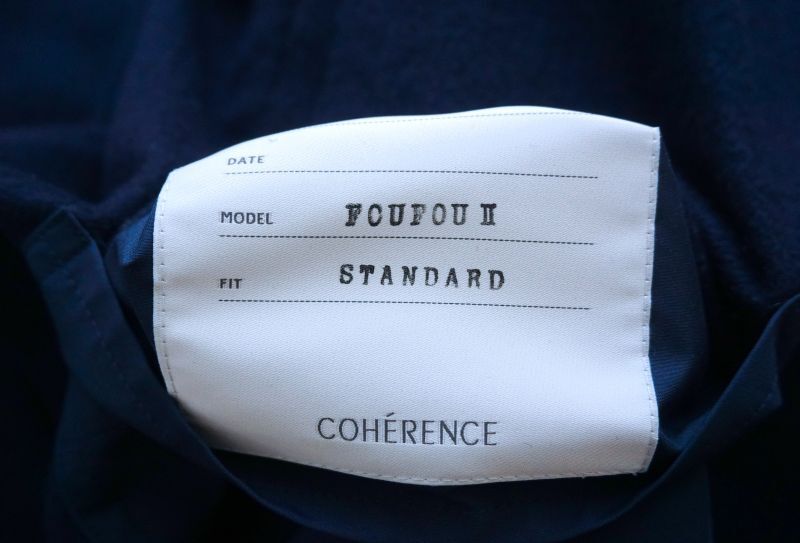 DATE
MODEL FOUFOU II
FIT STANDARD
COHÉRENCE